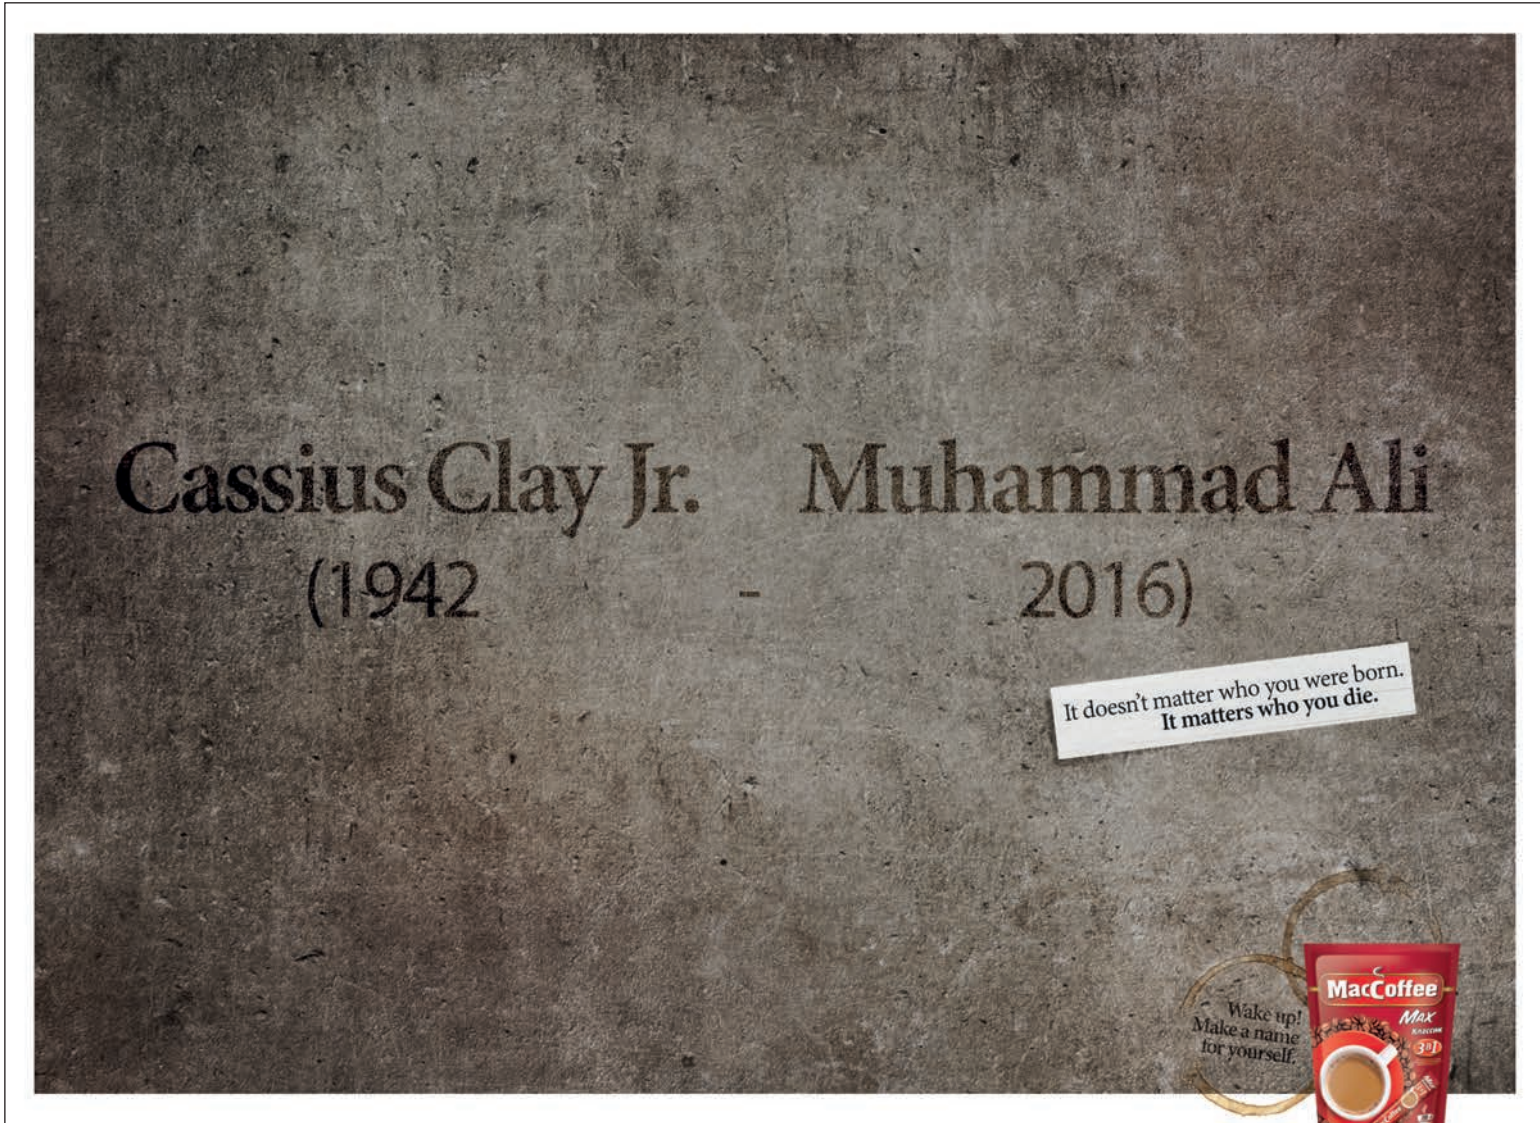 Cassius Clay Jr. Muhammad Ali
(1942 - 2016)
It doesn't matter who you were born.
It matters who you die.
Wake up!
Make a name
for yourself.
MacCoffee
MAX
3в1